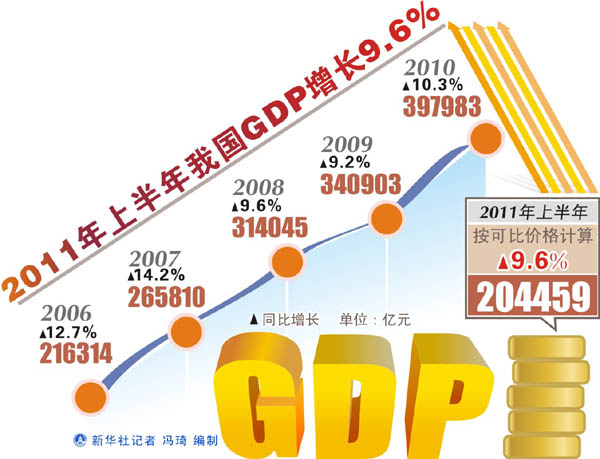 2011年上半年我国GDP增长9.6%
2010
▲10.3%
397983
2009
▲9.2%
340903
2008
▲9.6%
314045
2007
▲14.2%
265810
2006
▲12.7%
216314
2011年上半年
按可比价格计算
▲9.6%
204459
▲同比增长 单位：亿元
GDP
新华社记者 冯琦 编制